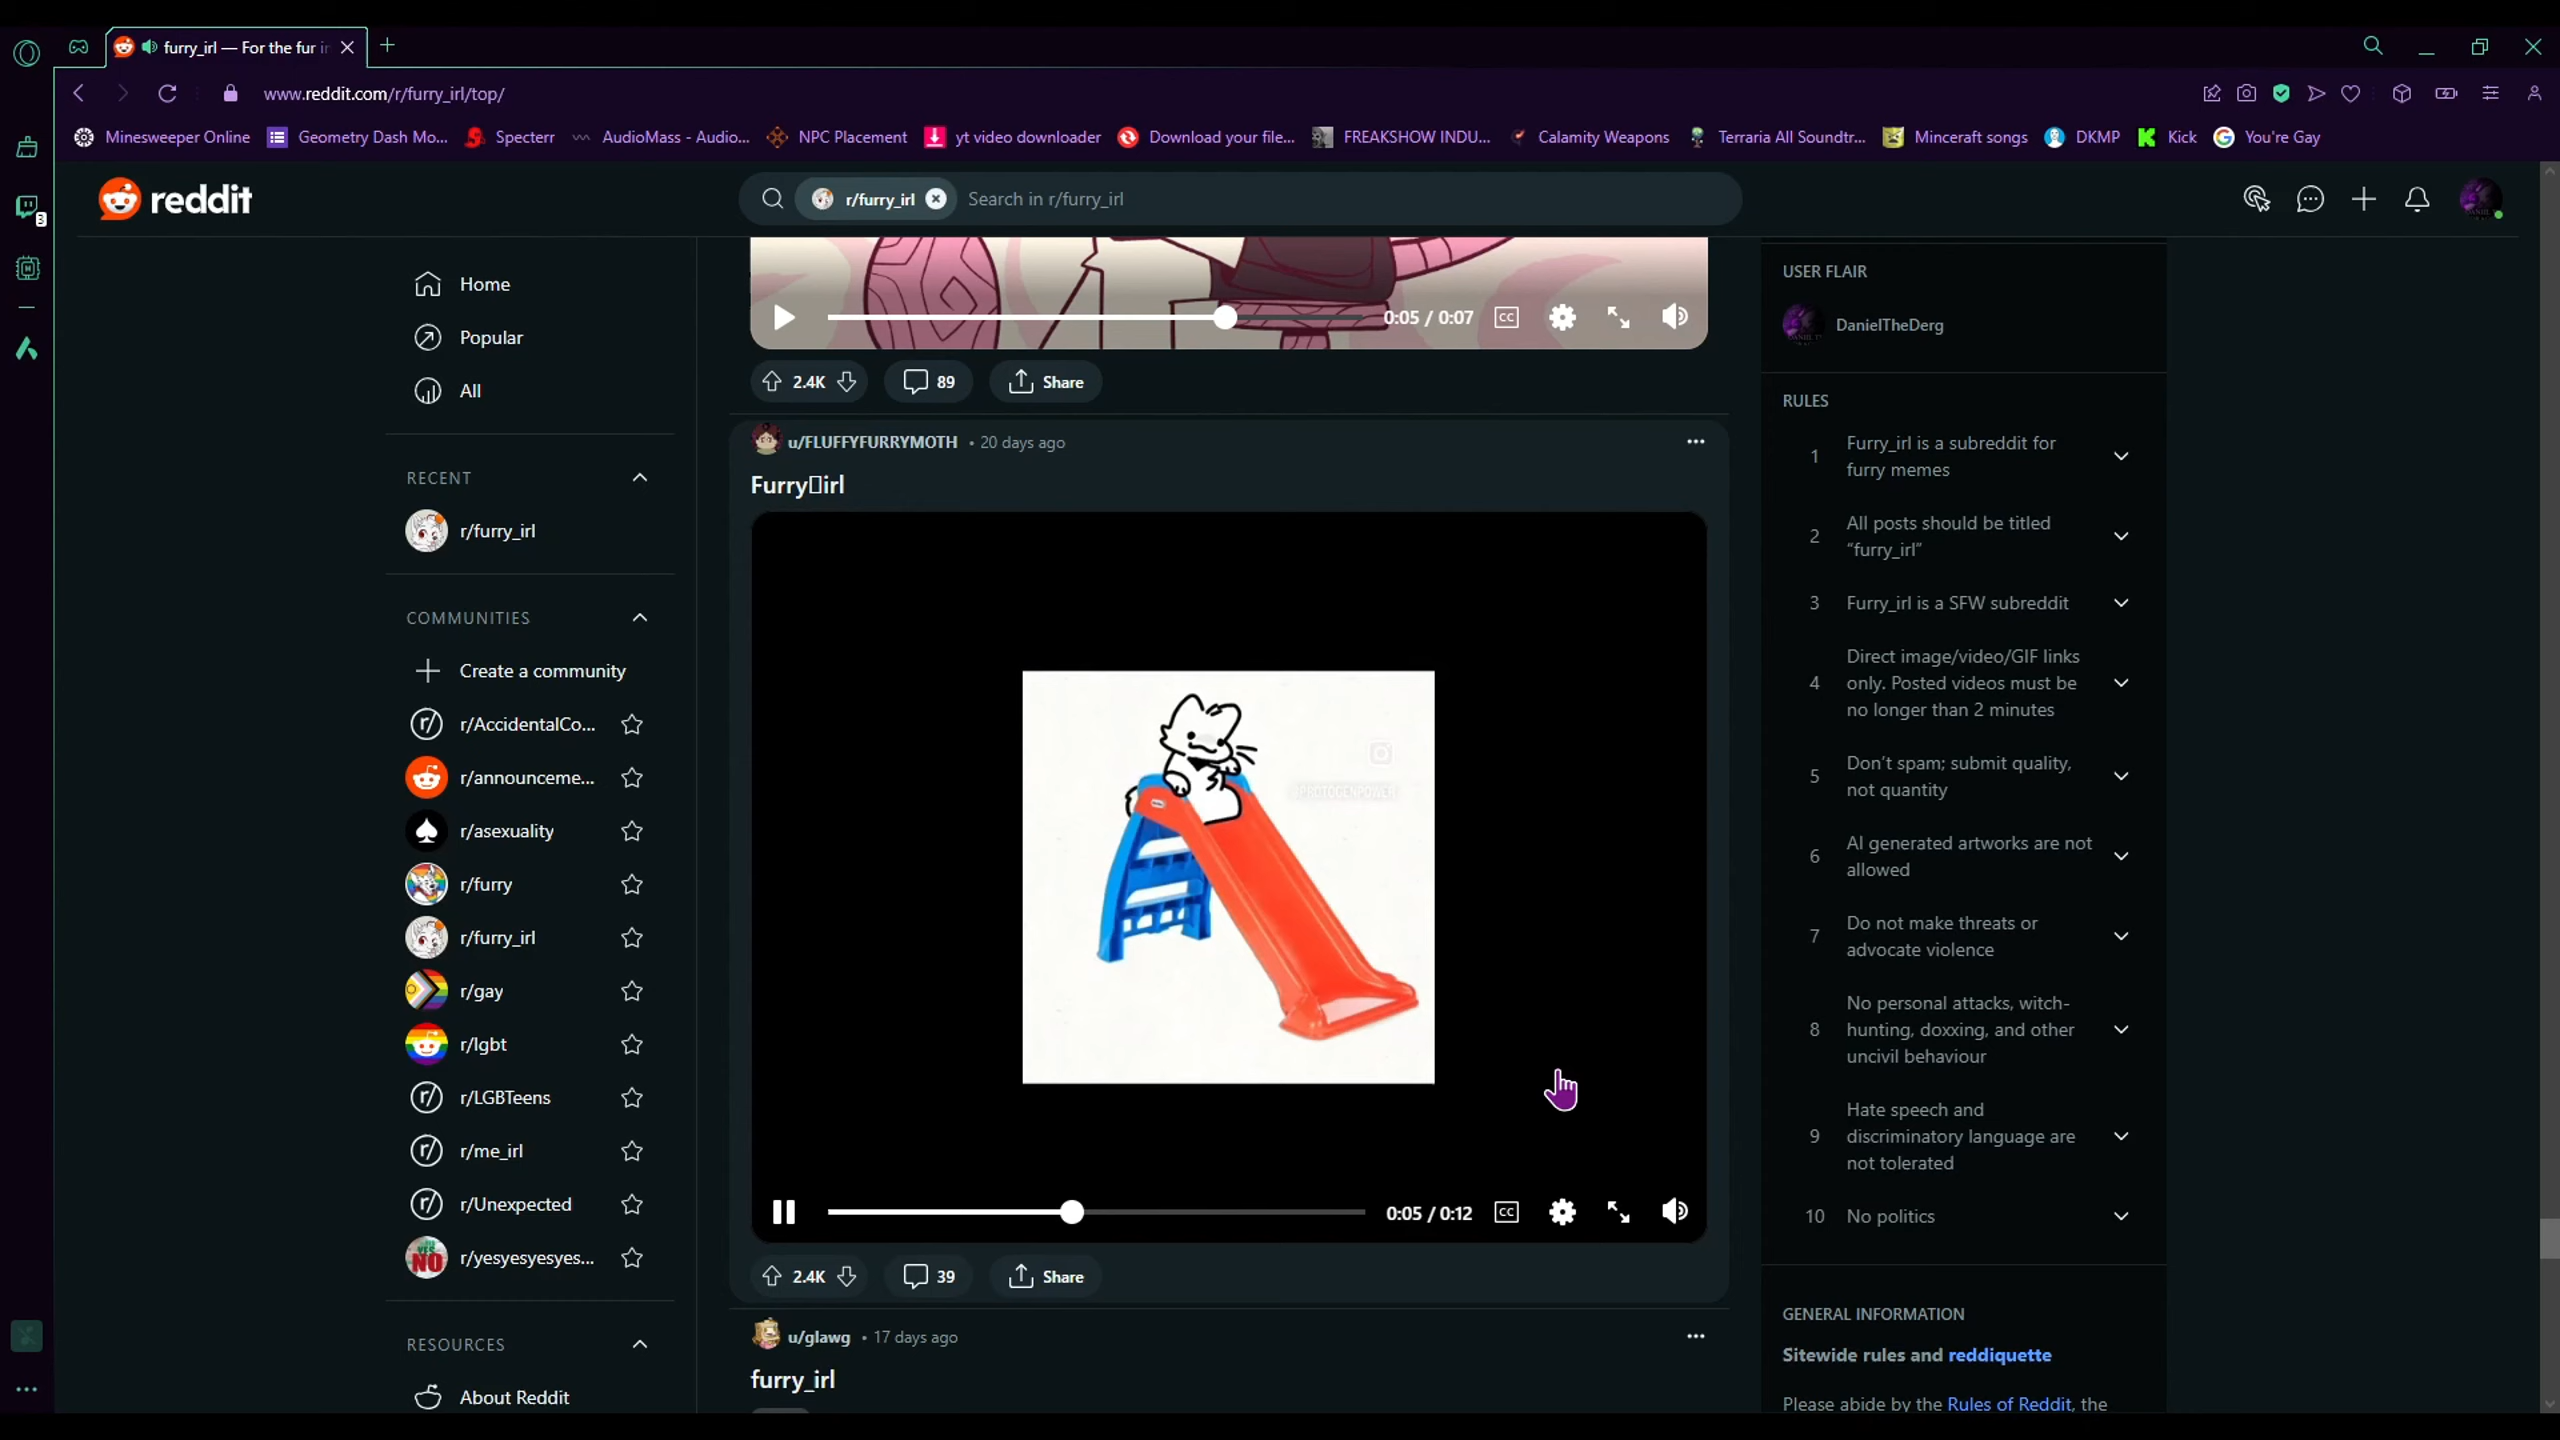 furry_irl — For the fur i
www.reddit.com/r/furry_irl/top/
Minesweeper Online Geometry Dash Mo... Specterr AudioMass - Audio... NPC Placement yt video downloader Download your file... FREAKSHOW INDU... Calamity Weapons Terraria All Soundtr... Minceraft songs DKMP Kick You're Gay
3
reddit
r/furry_irl Search in r/furry_irl
Home
Popular
All
RECENT
r/furry_irl
COMMUNITIES
Create a community
r/AccidentalCo...
r/announceme...
r/asexuality
r/furry
r/furry_irl
r/gay
r/lgbt
r/LGBTeens
r/me_irl
r/Unexpected
r/yesyesyesyes...
RESOURCES
About Reddit
0:05 / 0:07
CC
2.4K 89 Share
u/FLUFFYFURRYMOTH • 20 days ago
Furry▯irl
@PROTOGENPOWER
0:05 / 0:12
CC
2.4K 39 Share
u/glawg • 17 days ago
furry_irl
USER FLAIR
DanielTheDerg
RULES
1 Furry_irl is a subreddit for
furry memes
2 All posts should be titled
“furry_irl”
3 Furry_irl is a SFW subreddit
4 Direct image/video/GIF links
only. Posted videos must be
no longer than 2 minutes
5 Don't spam; submit quality,
not quantity
6 AI generated artworks are not
allowed
7 Do not make threats or
advocate violence
8 No personal attacks, witch-
hunting, doxxing, and other
uncivil behaviour
9 Hate speech and
discriminatory language are
not tolerated
10 No politics
GENERAL INFORMATION
Sitewide rules and reddiquette
Please abide by the Rules of Reddit, the